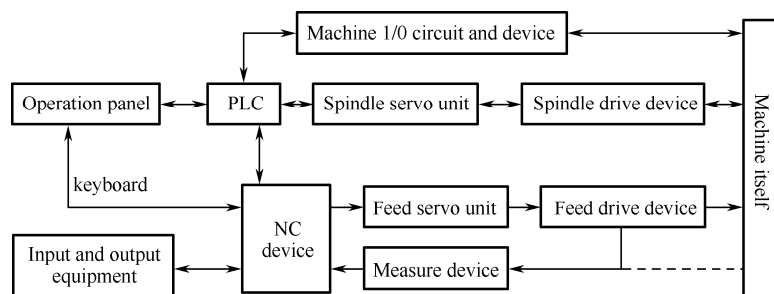 Machine 1/0 circuit and device
Operation panel
PLC
Spindle servo unit
Spindle drive device
Machine itself
keyboard
NC
device
Feed servo unit
Feed drive device
Input and output
equipment
Measure device